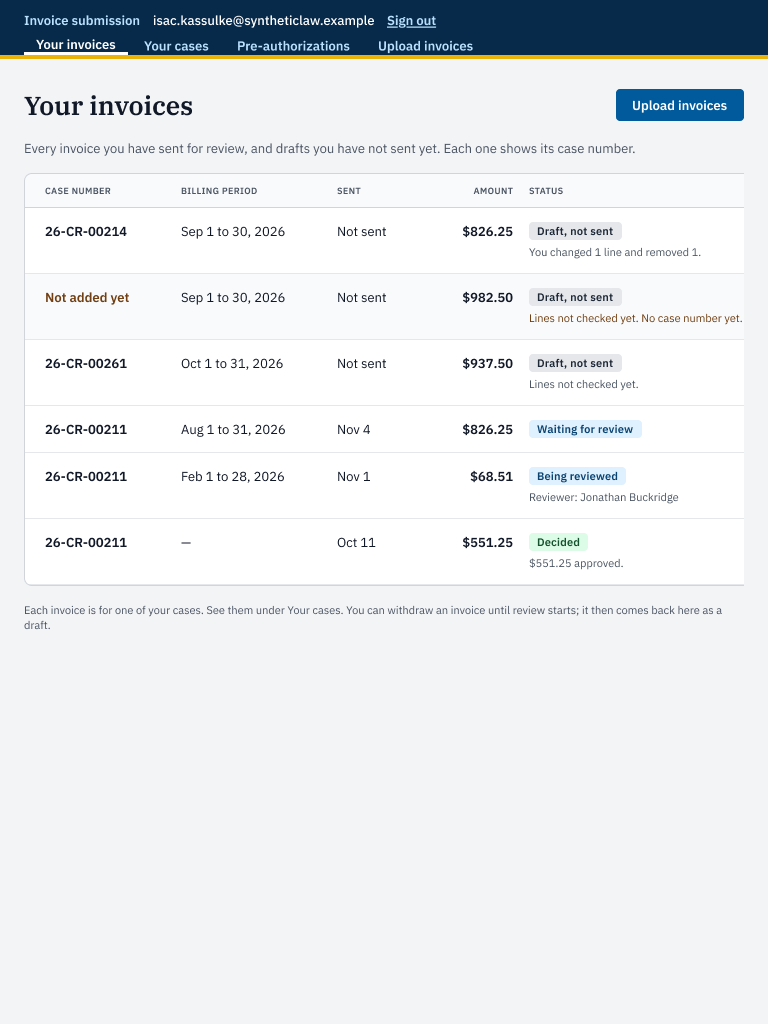 Invoice submission isac.kassulke@syntheticlaw.example Sign out
Your invoices Your cases Pre-authorizations Upload invoices
Your invoices
Upload invoices
Every invoice you have sent for review, and drafts you have not sent yet. Each one shows its case number.
CASE NUMBER BILLING PERIOD SENT AMOUNT STATUS
26-CR-00214 Sep 1 to 30, 2026 Not sent $826.25 Draft, not sent
You changed 1 line and removed 1.
Not added yet Sep 1 to 30, 2026 Not sent $982.50 Draft, not sent
Lines not checked yet. No case number yet.
26-CR-00261 Oct 1 to 31, 2026 Not sent $937.50 Draft, not sent
Lines not checked yet.
26-CR-00211 Aug 1 to 31, 2026 Nov 4 $826.25 Waiting for review
26-CR-00211 Feb 1 to 28, 2026 Nov 1 $68.51 Being reviewed
Reviewer: Jonathan Buckridge
26-CR-00211 — Oct 11 $551.25 Decided
$551.25 approved.
Each invoice is for one of your cases. See them under Your cases. You can withdraw an invoice until review starts; it then comes back here as a
draft.